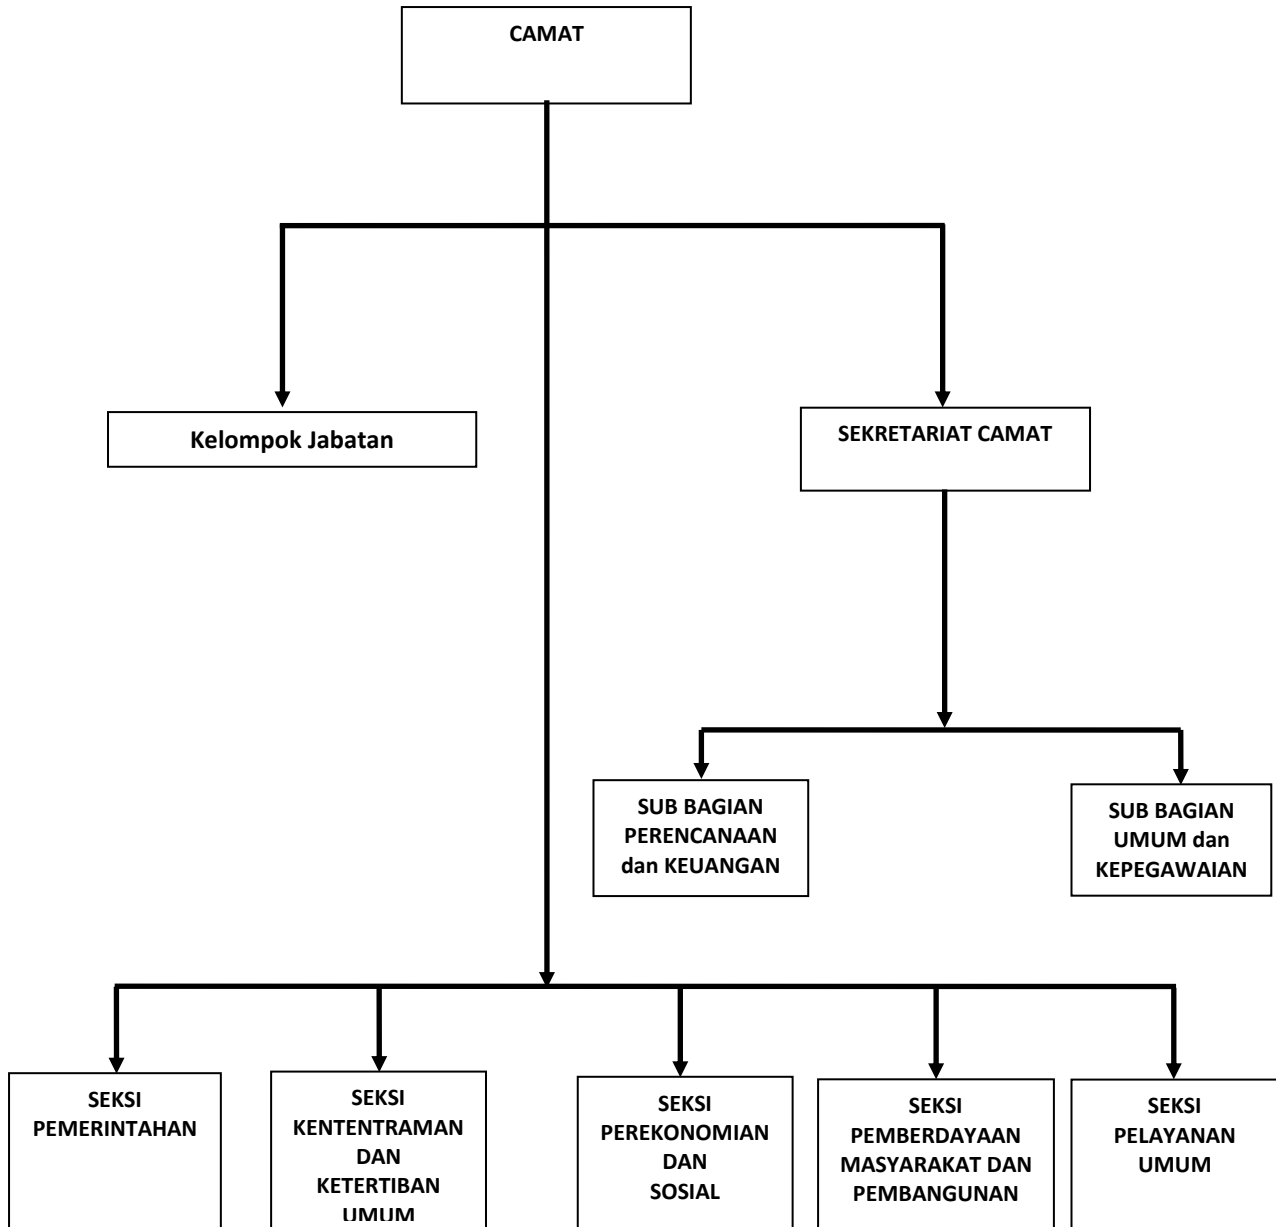 CAMAT
Kelompok Jabatan
SEKRETARIAT CAMAT
SUB BAGIAN
PERENCANAAN
dan KEUANGAN
SUB BAGIAN
UMUM dan
KEPEGAWAIAN
SEKSI
PEMERINTAHAN
SEKSI
KENTENTRAMAN
DAN
KETERTIBAN
UMUM
SEKSI
PEREKONOMIAN
DAN
SOSIAL
SEKSI
PEMBERDAYAAN
MASYARAKAT DAN
PEMBANGUNAN
SEKSI
PELAYANAN
UMUM